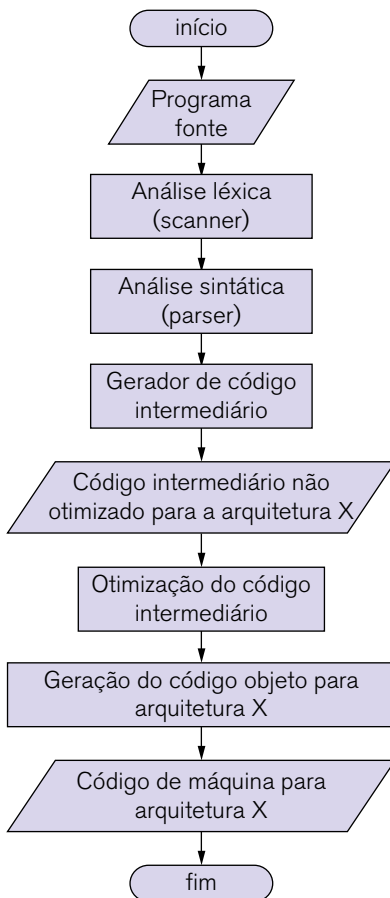 início
Programa
fonte
Análise léxica
(scanner)
Análise sintática
(parser)
Gerador de código
intermediário
Código intermediário não
otimizado para a arquitetura X
Otimização do código
intermediário
Geração do código objeto para
arquitetura X
Código de máquina para
arquitetura X
fim